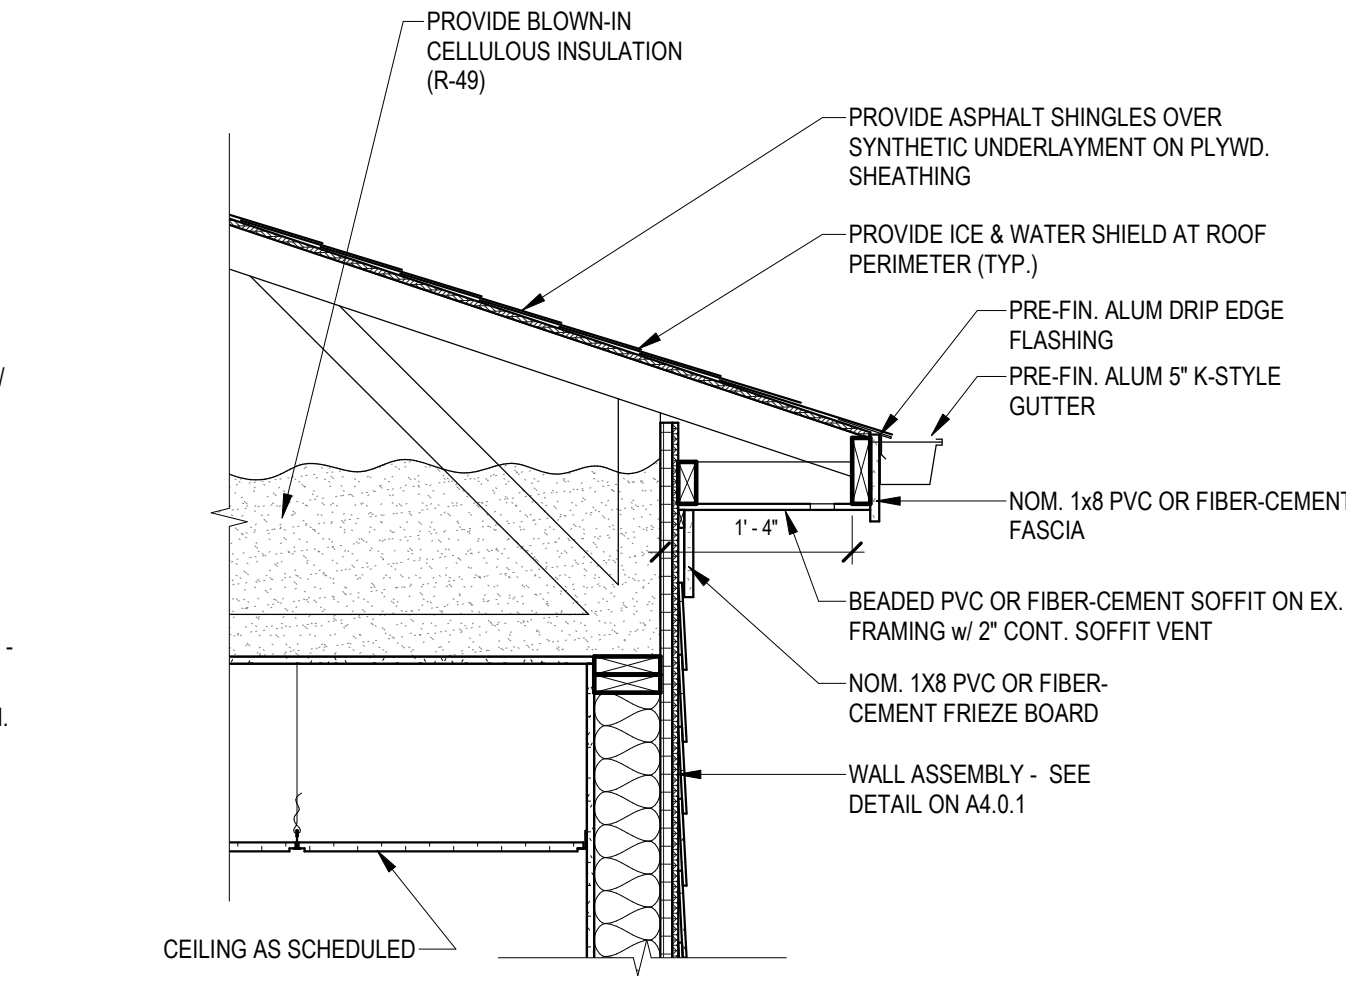 PROVIDE BLOWN-IN
CELLULOUS INSULATION
(R-49)
PROVIDE ASPHALT SHINGLES OVER
SYNTHETIC UNDERLAYMENT ON PLYWD.
SHEATHING
PROVIDE ICE & WATER SHIELD AT ROOF
PERIMETER (TYP.)
PRE-FIN. ALUM DRIP EDGE
FLASHING
PRE-FIN. ALUM 5" K-STYLE
GUTTER
NOM. 1x8 PVC OR FIBER-CEMENT
FASCIA
1' - 4"
BEADED PVC OR FIBER-CEMENT SOFFIT ON EX.
FRAMING w/ 2" CONT. SOFFIT VENT
NOM. 1X8 PVC OR FIBER-
CEMENT FRIEZE BOARD
WALL ASSEMBLY - SEE
DETAIL ON A4.0.1
CEILING AS SCHEDULED